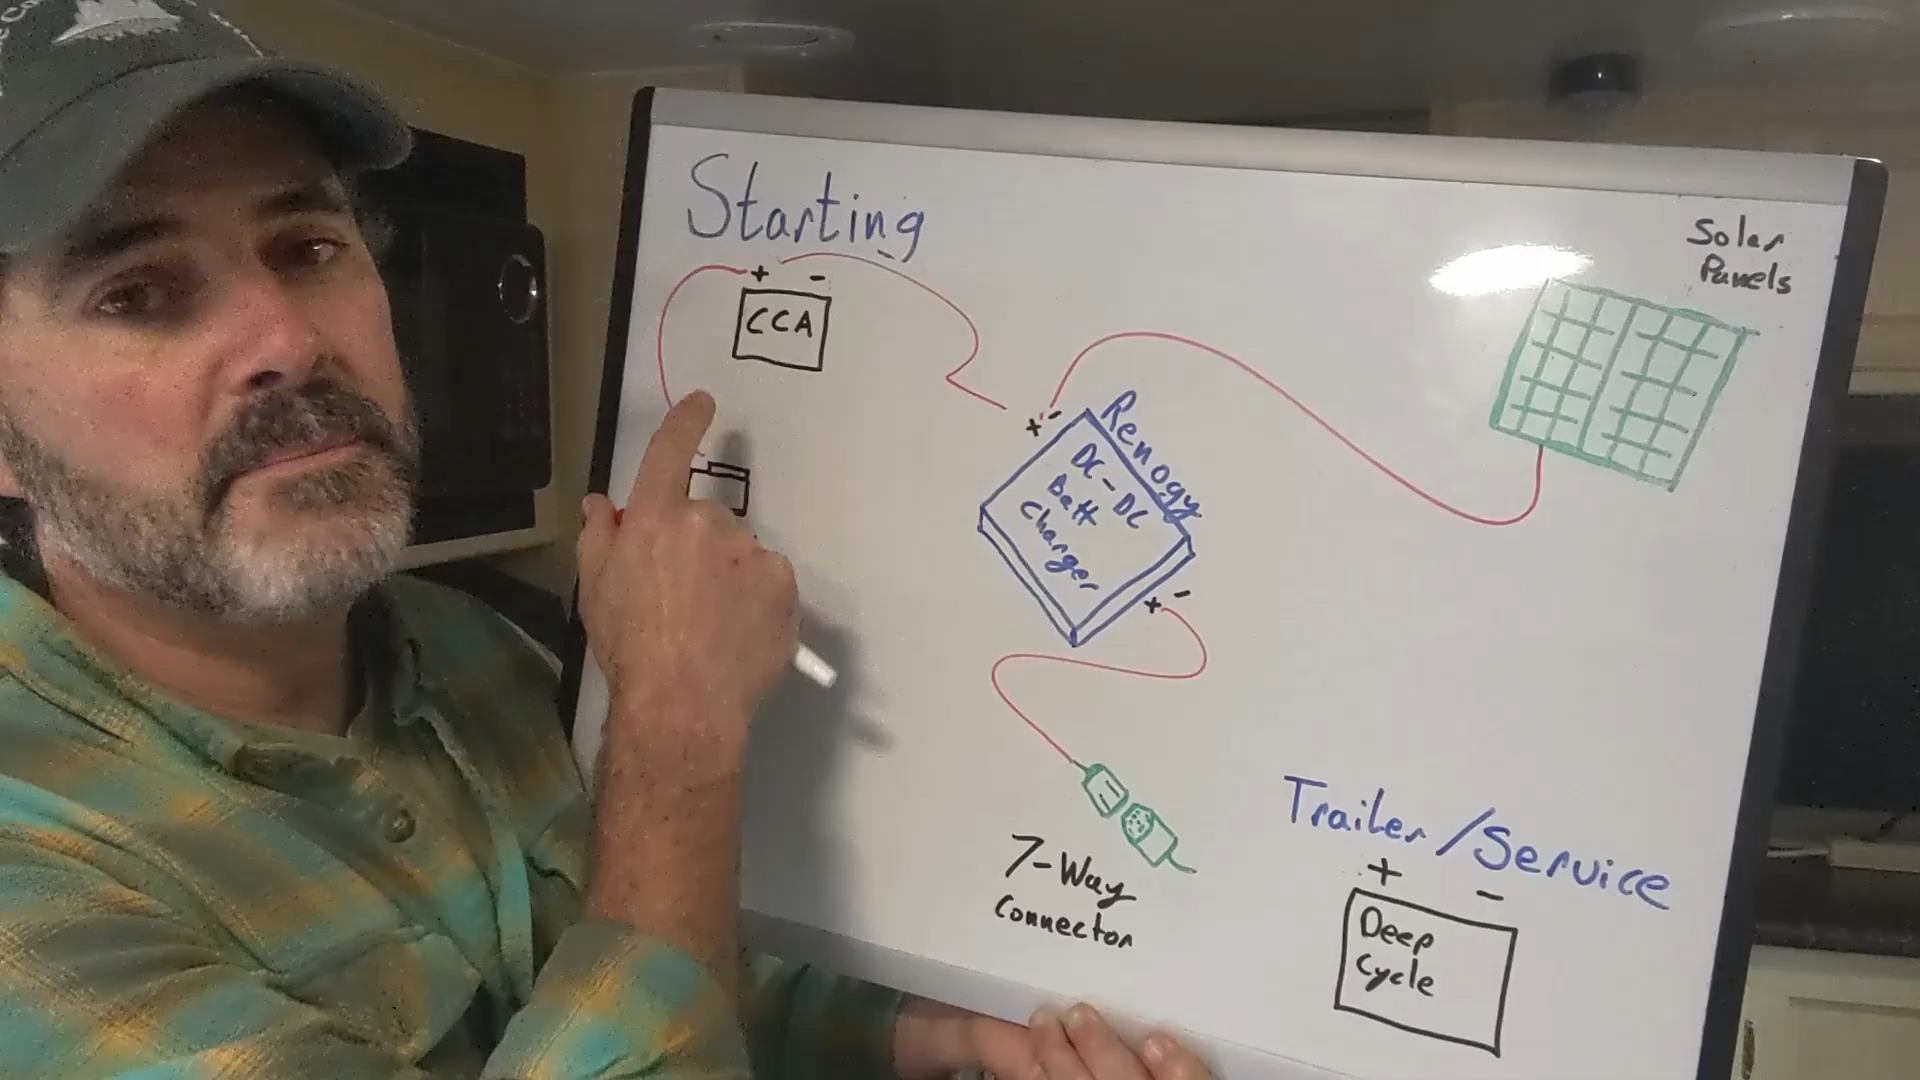 Starting
+ -
CCA
Solar
Panels
+ -
Renogy
DC-DC
Batt
Charger
+ -
7-Way
Connector
Trailer/Service
+ -
Deep
Cycle